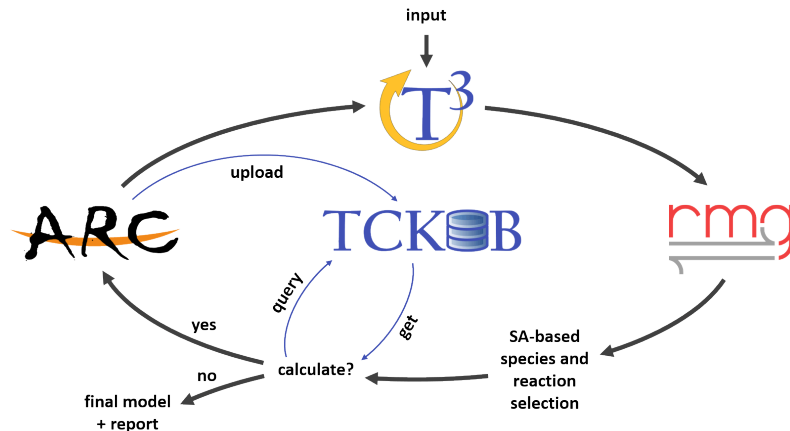 input
T3
upload
ARC
TCKDB
rmg
query
get
yes
SA-based
species and
reaction
selection
calculate?
no
final model
+ report